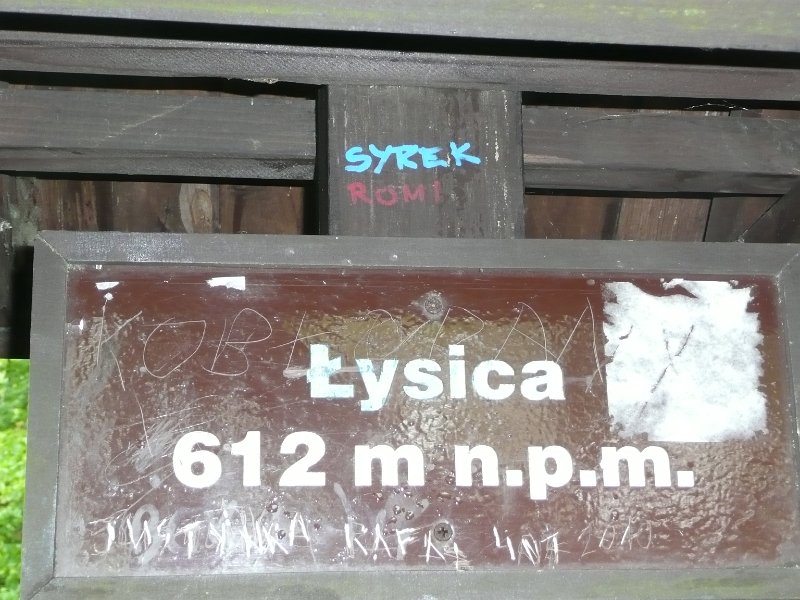 SYREK
ROMI
Łysica
612 m n.p.m.
JUSTYNKA RAFAŁ